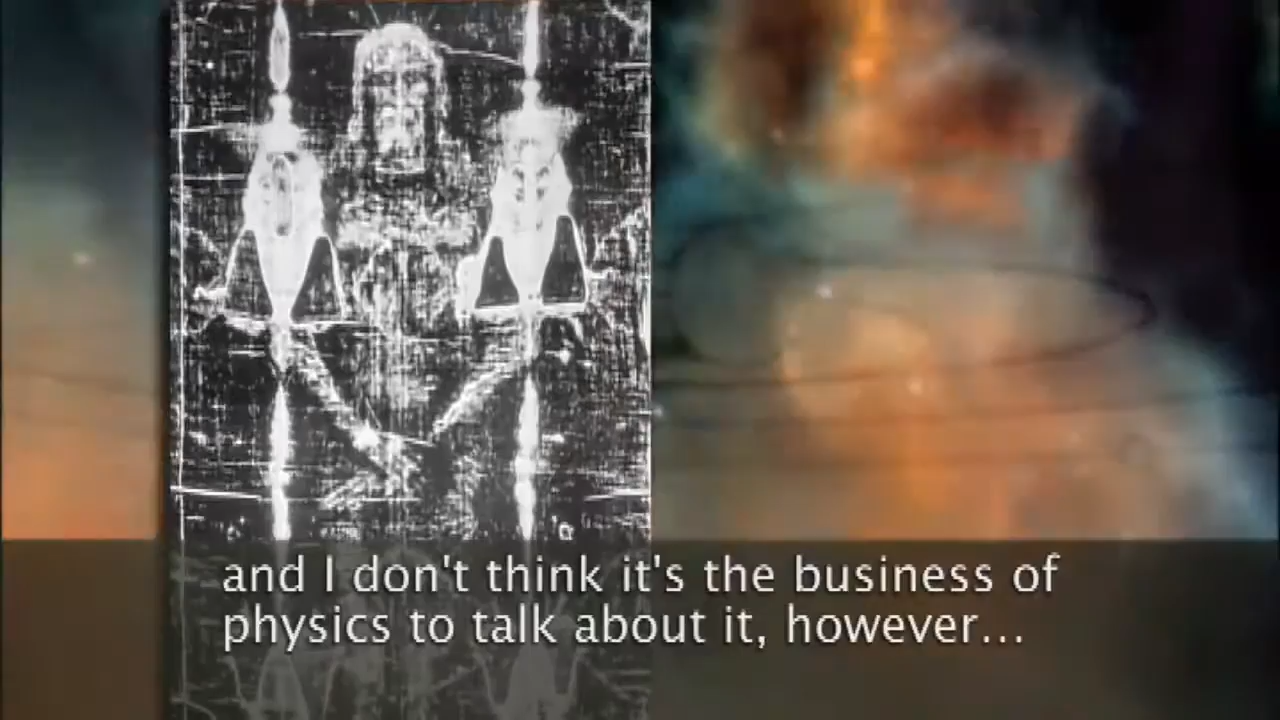 and I don't think it's the business of
physics to talk about it, however...